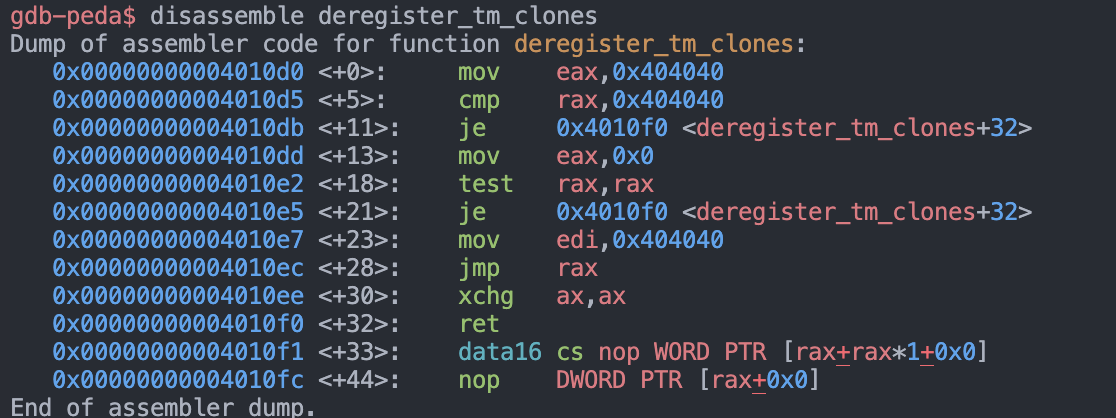 gdb-peda$ disassemble deregister_tm_clones
Dump of assembler code for function deregister_tm_clones:
   0x00000000004010d0 <+0>:     mov    eax,0x404040
   0x00000000004010d5 <+5>:     cmp    rax,0x404040
   0x00000000004010db <+11>:    je     0x4010f0 <deregister_tm_clones+32>
   0x00000000004010dd <+13>:    mov    eax,0x0
   0x00000000004010e2 <+18>:    test   rax,rax
   0x00000000004010e5 <+21>:    je     0x4010f0 <deregister_tm_clones+32>
   0x00000000004010e7 <+23>:    mov    edi,0x404040
   0x00000000004010ec <+28>:    jmp    rax
   0x00000000004010ee <+30>:    xchg   ax,ax
   0x00000000004010f0 <+32>:    ret
   0x00000000004010f1 <+33>:    data16 cs nop WORD PTR [rax+rax*1+0x0]
   0x00000000004010fc <+44>:    nop    DWORD PTR [rax+0x0]
End of assembler dump.